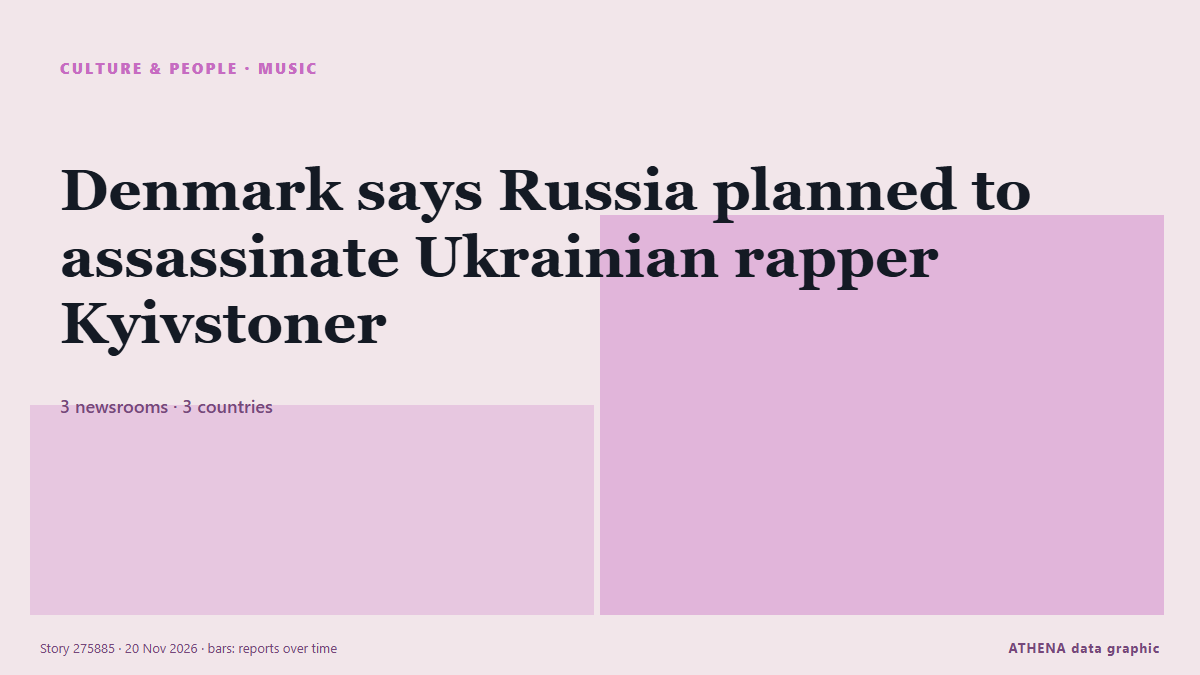 CULTURE & PEOPLE · MUSIC
Denmark says Russia planned to
assassinate Ukrainian rapper
Kyivstoner
3 newsrooms · 3 countries
Story 275885 · 20 Nov 2026 · bars: reports over time
ATHENA data graphic